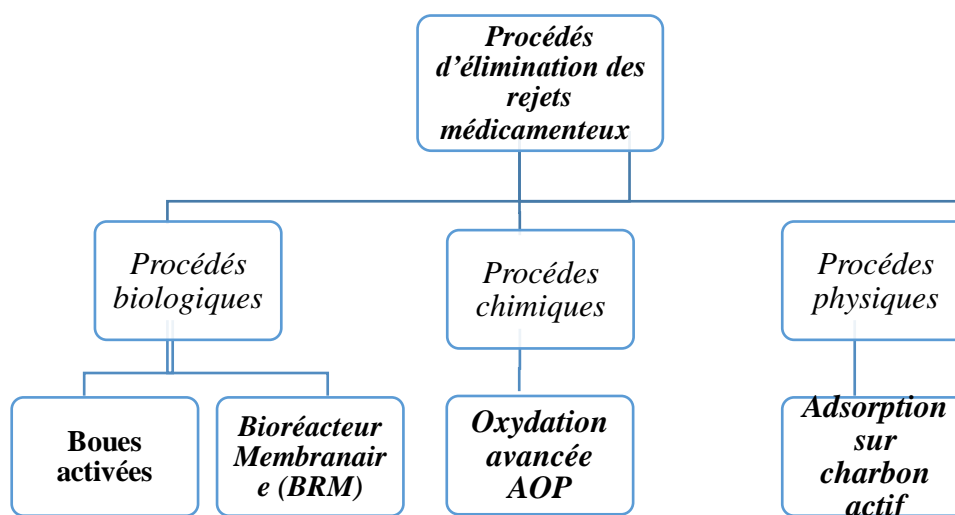 Procédés
d'élimination des
rejets
médicamenteux
Procédés
biologiques
Procédes
chimiques
Procédes
physiques
Boues
activées
Bioréacteur
Membranair
e (BRM)
Oxydation
avancée
AOP
Adsorption
sur
charbon
actif